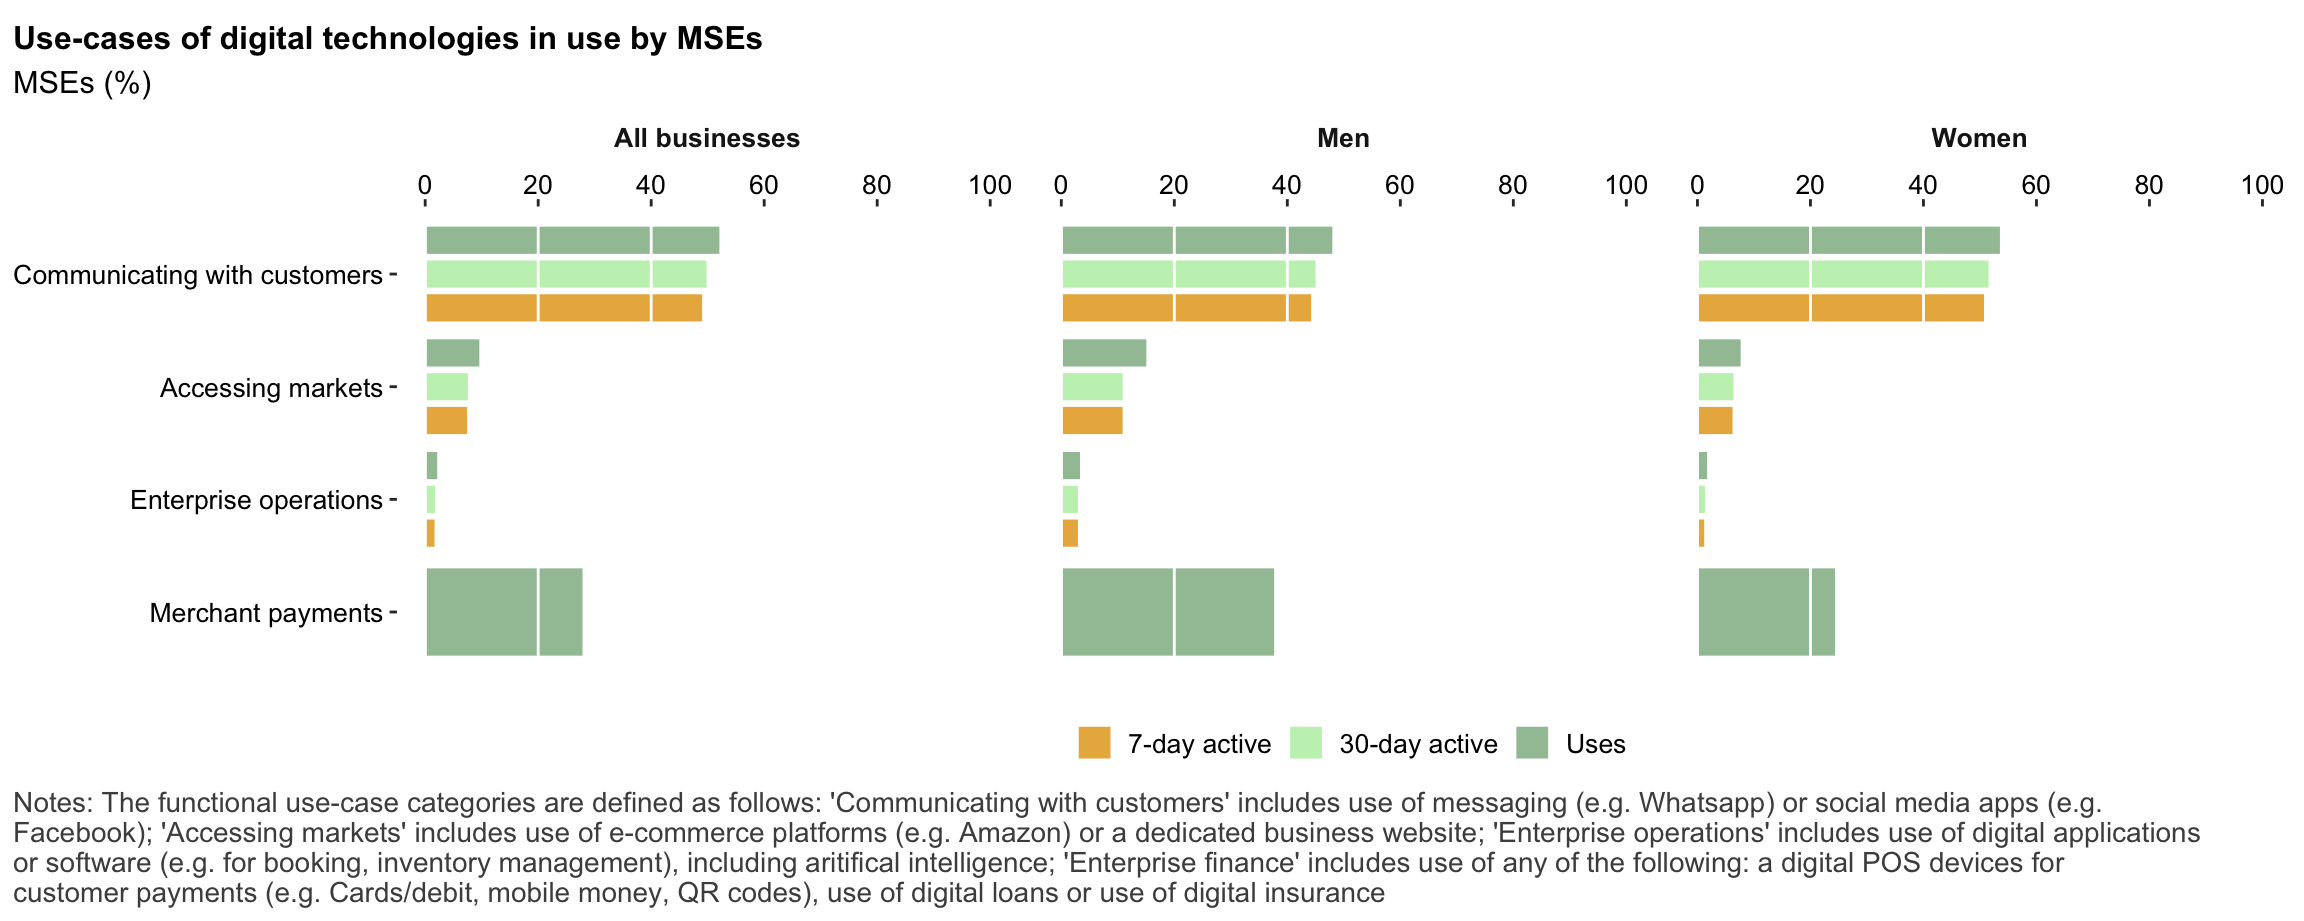 Use-cases of digital technologies in use by MSEs
MSEs (%)
All businesses Men Women
0 20 40 60 80 100 0 20 40 60 80 100 0 20 40 60 80 100
Communicating with customers
Accessing markets
Enterprise operations
Merchant payments
7-day active 30-day active Uses
Notes: The functional use-case categories are defined as follows: 'Communicating with customers' includes use of messaging (e.g. Whatsapp) or social media apps (e.g.
Facebook); 'Accessing markets' includes use of e-commerce platforms (e.g. Amazon) or a dedicated business website; 'Enterprise operations' includes use of digital applications
or software (e.g. for booking, inventory management), including aritifical intelligence; 'Enterprise finance' includes use of any of the following: a digital POS devices for
customer payments (e.g. Cards/debit, mobile money, QR codes), use of digital loans or use of digital insurance